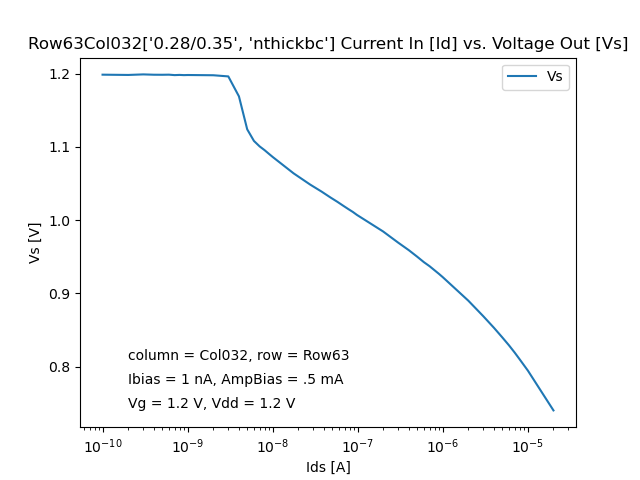 Row63Col032['0.28/0.35', 'nthickbc'] Current In [Id] vs. Voltage Out [Vs]
Vs
1.2
1.1
1.0
0.9
0.8
Vs [V]
column = Col032, row = Row63
Ibias = 1 nA, AmpBias = .5 mA
Vg = 1.2 V, Vdd = 1.2 V
10⁻¹⁰ 10⁻⁹ 10⁻⁸ 10⁻⁷ 10⁻⁶ 10⁻⁵
Ids [A]